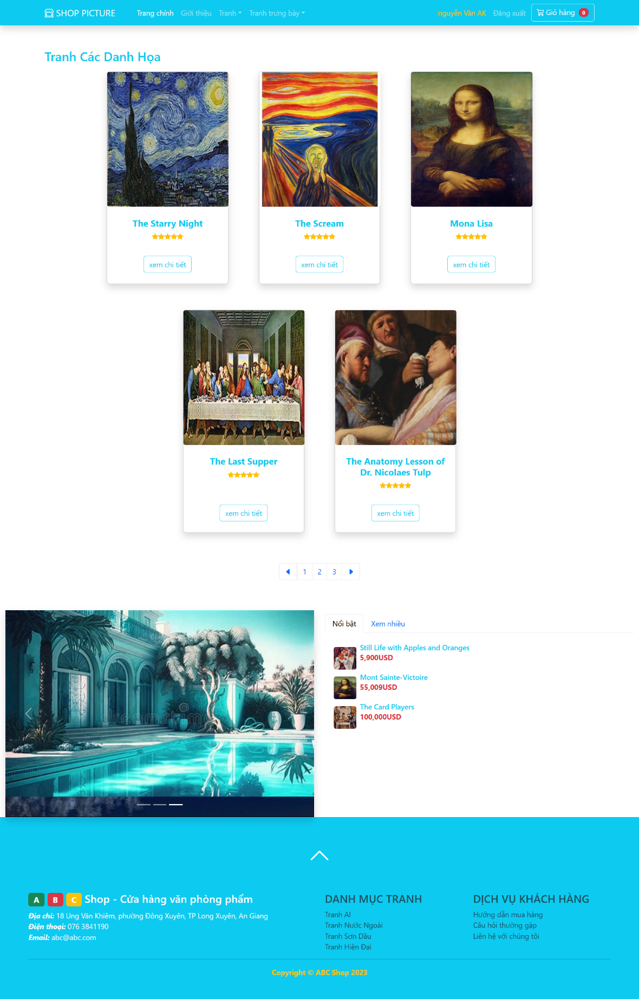 SHOP PICTURE
Trang chính
Giới thiệu
Tranh
Tranh trưng bày
nguyễn Văn AK
Đăng xuất
Giỏ hàng 0
Tranh Các Danh Họa
The Starry Night
xem chi tiết
The Scream
xem chi tiết
Mona Lisa
xem chi tiết
The Last Supper
xem chi tiết
The Anatomy Lesson of
Dr. Nicolaes Tulp
xem chi tiết
1 2 3
dreamstime
Nổi bật
Xem nhiều
Still Life with Apples and Oranges
5,900USD
Mont Sainte-Victoire
55,009USD
The Card Players
100,000USD
A B C Shop - Cửa hàng văn phòng phẩm
Địa chỉ: 18 Ung Văn Khiêm, phường Đông Xuyên, TP Long Xuyên, An Giang
Điện thoại: 076 3841190
Email: abc@abc.com
DANH MỤC TRANH
Tranh AI
Tranh Nước Ngoài
Tranh Sơn Dầu
Tranh Hiện Đại
DỊCH VỤ KHÁCH HÀNG
Hướng dẫn mua hàng
Câu hỏi thường gặp
Liên hệ với chúng tôi
Copyright © ABC Shop 2023